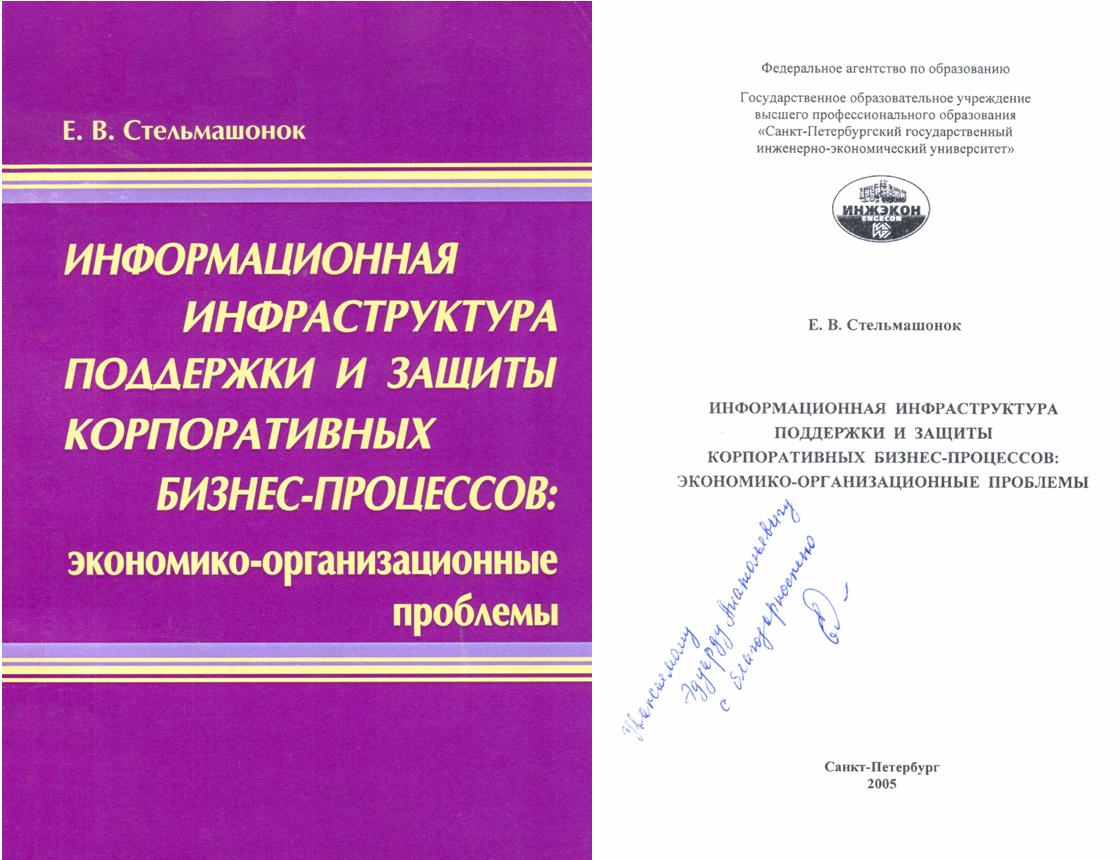 Е. В. Стельмашонок
ИНФОРМАЦИОННАЯ
ИНФРАСТРУКТУРА
ПОДДЕРЖКИ И ЗАЩИТЫ
КОРПОРАТИВНЫХ
БИЗНЕС-ПРОЦЕССОВ:
экономико-организационные
проблемы
Федеральное агентство по образованию
Государственное образовательное учреждение
высшего профессионального образования
«Санкт-Петербургский государственный
инженерно-экономический университет»
ИНЖЭКОН
ENGECON
Е. В. Стельмашонок
ИНФОРМАЦИОННАЯ ИНФРАСТРУКТУРА
ПОДДЕРЖКИ И ЗАЩИТЫ
КОРПОРАТИВНЫХ БИЗНЕС-ПРОЦЕССОВ:
ЭКОНОМИКО-ОРГАНИЗАЦИОННЫЕ ПРОБЛЕМЫ
Уважаемому
Эдуарду Анатольевичу
с благодарностью
Санкт-Петербург
2005